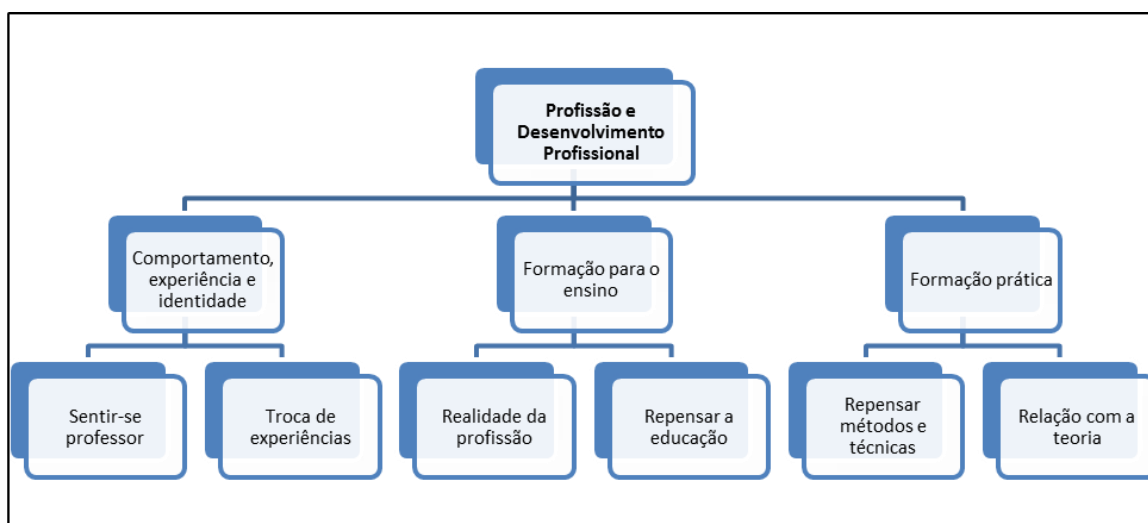 Profissão e
Desenvolvimento
Profissional
Comportamento,
experiência e
identidade
Formação para o
ensino
Formação prática
Sentir-se
professor
Troca de
experiências
Realidade da
profissão
Repensar a
educação
Repensar
métodos e
técnicas
Relação com a
teoria